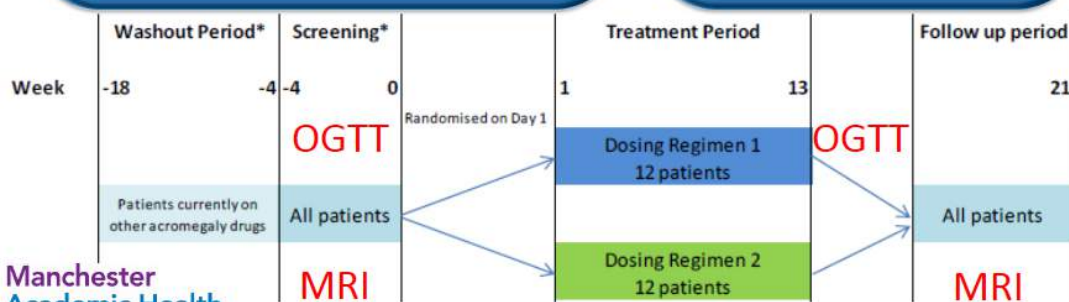 Washout Period*
Screening*
Treatment Period
Follow up period
Week
-18
-4
-4
0
1
13
21
Randomised on Day 1
OGTT
OGTT
Dosing Regimen 1
12 patients
Patients currently on
other acromegaly drugs
All patients
All patients
Dosing Regimen 2
12 patients
MRI
MRI
Manchester
Academic Health